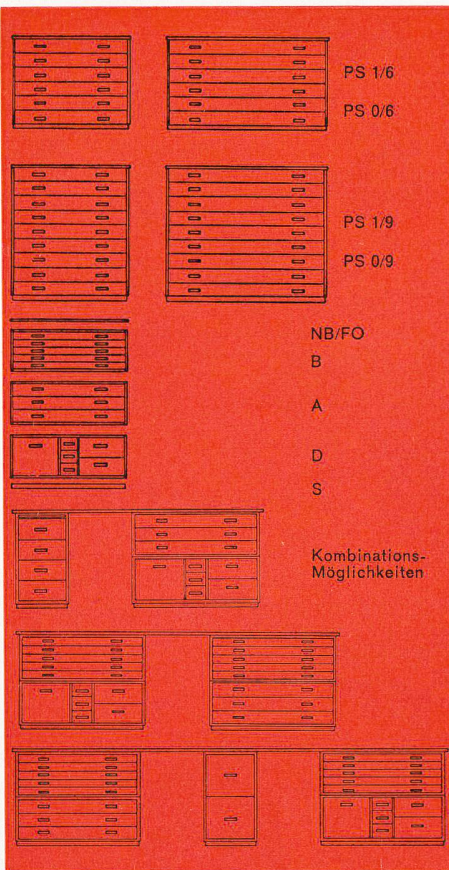 PS 1/6
PS 0/6
PS 1/9
PS 0/9
NB/FO
B
A
D
S
Kombinations-
Möglichkeiten